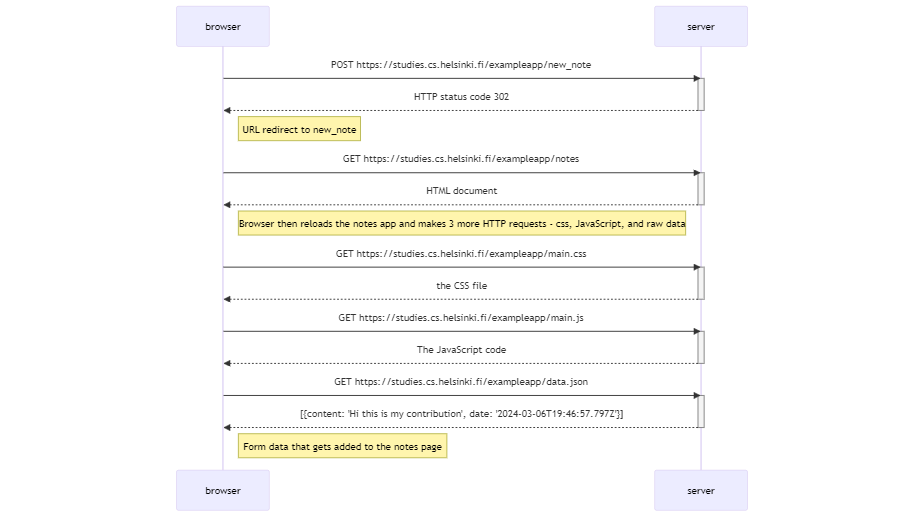 browser
server
POST https://studies.cs.helsinki.fi/exampleapp/new_note
HTTP status code 302
URL redirect to new_note
GET https://studies.cs.helsinki.fi/exampleapp/notes
HTML document
Browser then reloads the notes app and makes 3 more HTTP requests - css, JavaScript, and raw data
GET https://studies.cs.helsinki.fi/exampleapp/main.css
the CSS file
GET https://studies.cs.helsinki.fi/exampleapp/main.js
The JavaScript code
GET https://studies.cs.helsinki.fi/exampleapp/data.json
[{content: 'Hi this is my contribution', date: '2024-03-06T19:46:57.797Z'}]
Form data that gets added to the notes page
browser
server